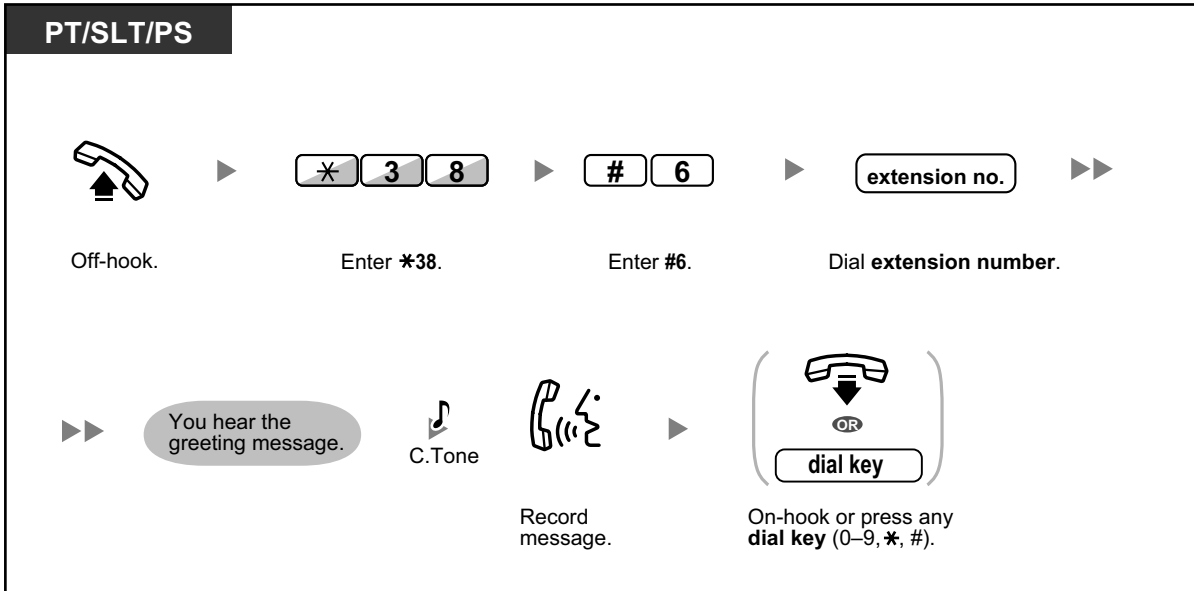 PT/SLT/PS
✳ 3 8
# 6
extension no.
Off-hook.
Enter ✳38.
Enter #6.
Dial extension number.
You hear the
greeting message.
C.Tone
OR
dial key
Record
message.
On-hook or press any
dial key (0–9, ✳, #).